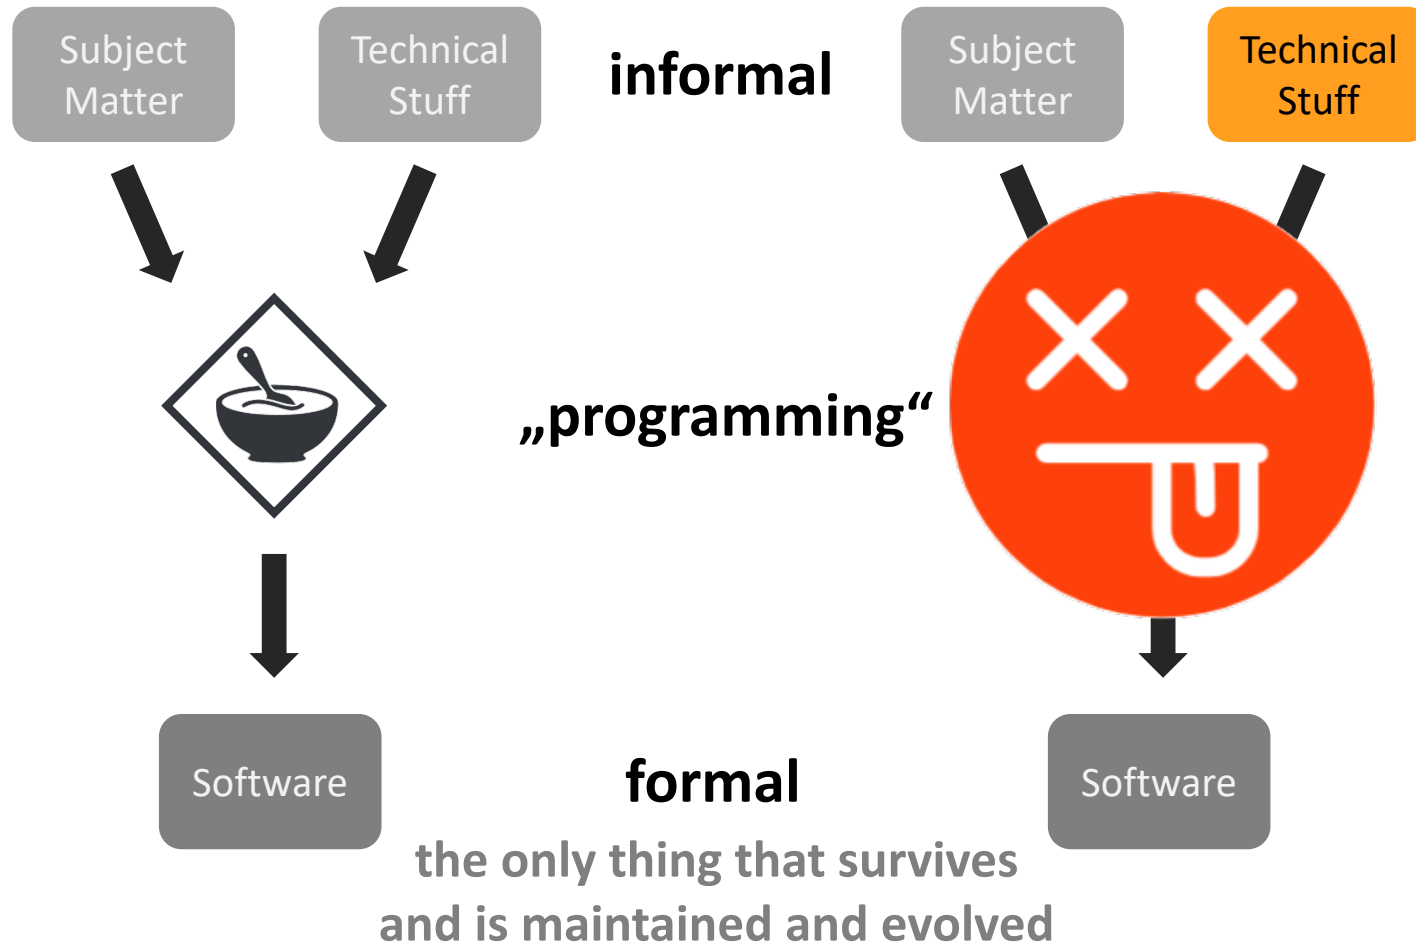 Subject
Matter
Technical
Stuff
informal
Subject
Matter
Technical
Stuff
„programming“
Software
formal
Software
the only thing that survives
and is maintained and evolved